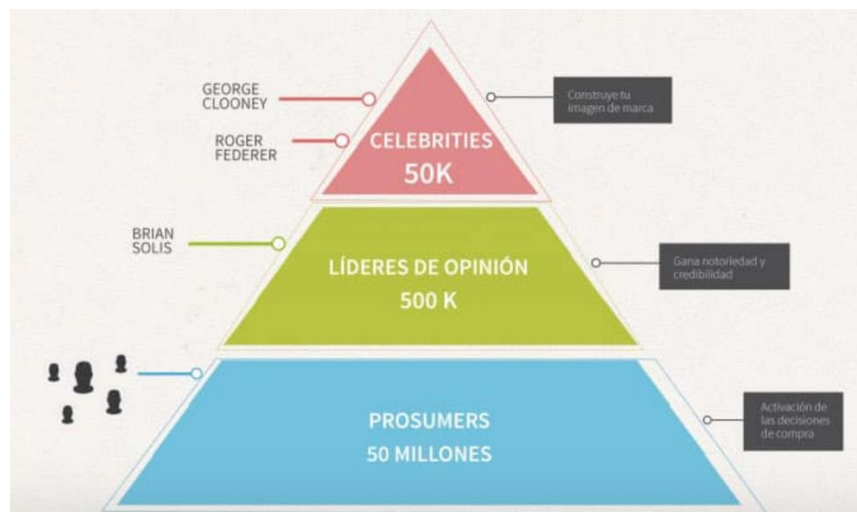 GEORGE
CLOONEY
Construye tu
imagen de marca
ROGER
FEDERER
CELEBRITIES
50K
BRIAN
SOLIS
LÍDERES DE OPINIÓN
500 K
Gana notoriedad y
credibilidad
PROSUMERS
50 MILLONES
Activación de
las decisiones
de compra